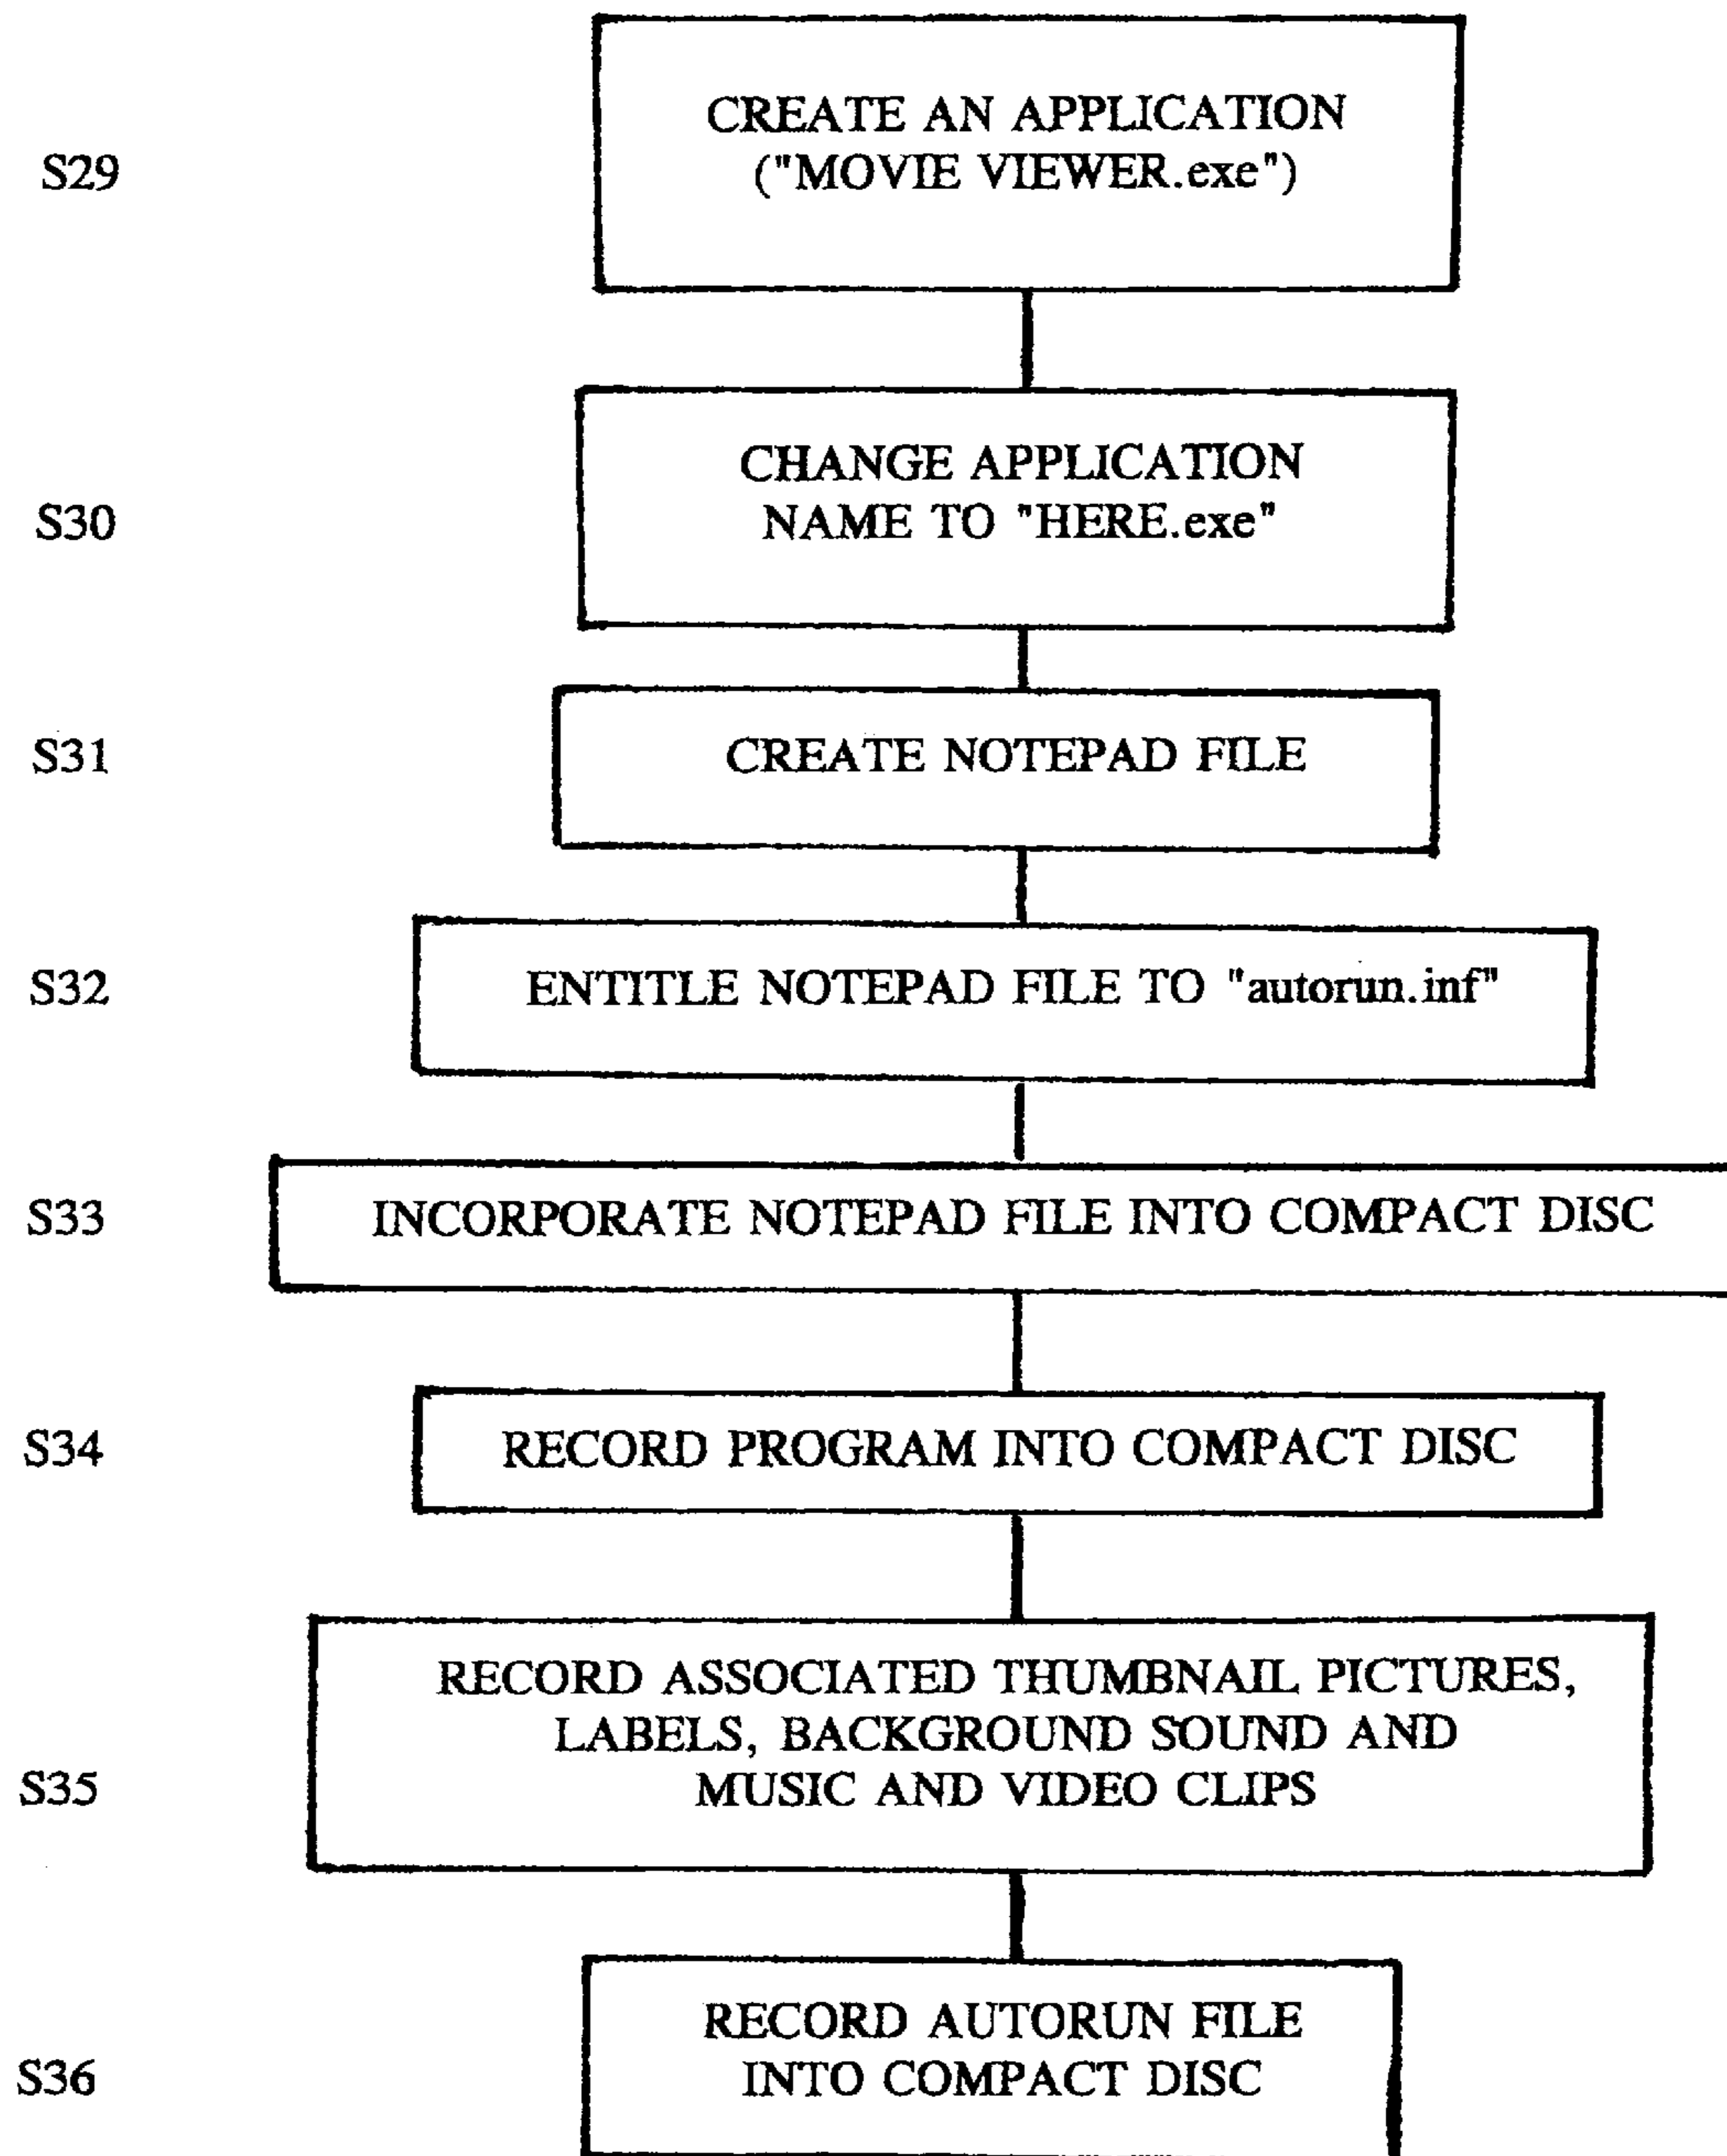 S29
CREATE AN APPLICATION
("MOVIE VIEWER.exe")
S30
CHANGE APPLICATION
NAME TO "HERE.exe"
S31
CREATE NOTEPAD FILE
S32
ENTITLE NOTEPAD FILE TO "autorun.inf"
S33
INCORPORATE NOTEPAD FILE INTO COMPACT DISC
S34
RECORD PROGRAM INTO COMPACT DISC
S35
RECORD ASSOCIATED THUMBNAIL PICTURES,
LABELS, BACKGROUND SOUND AND
MUSIC AND VIDEO CLIPS
S36
RECORD AUTORUN FILE
INTO COMPACT DISC